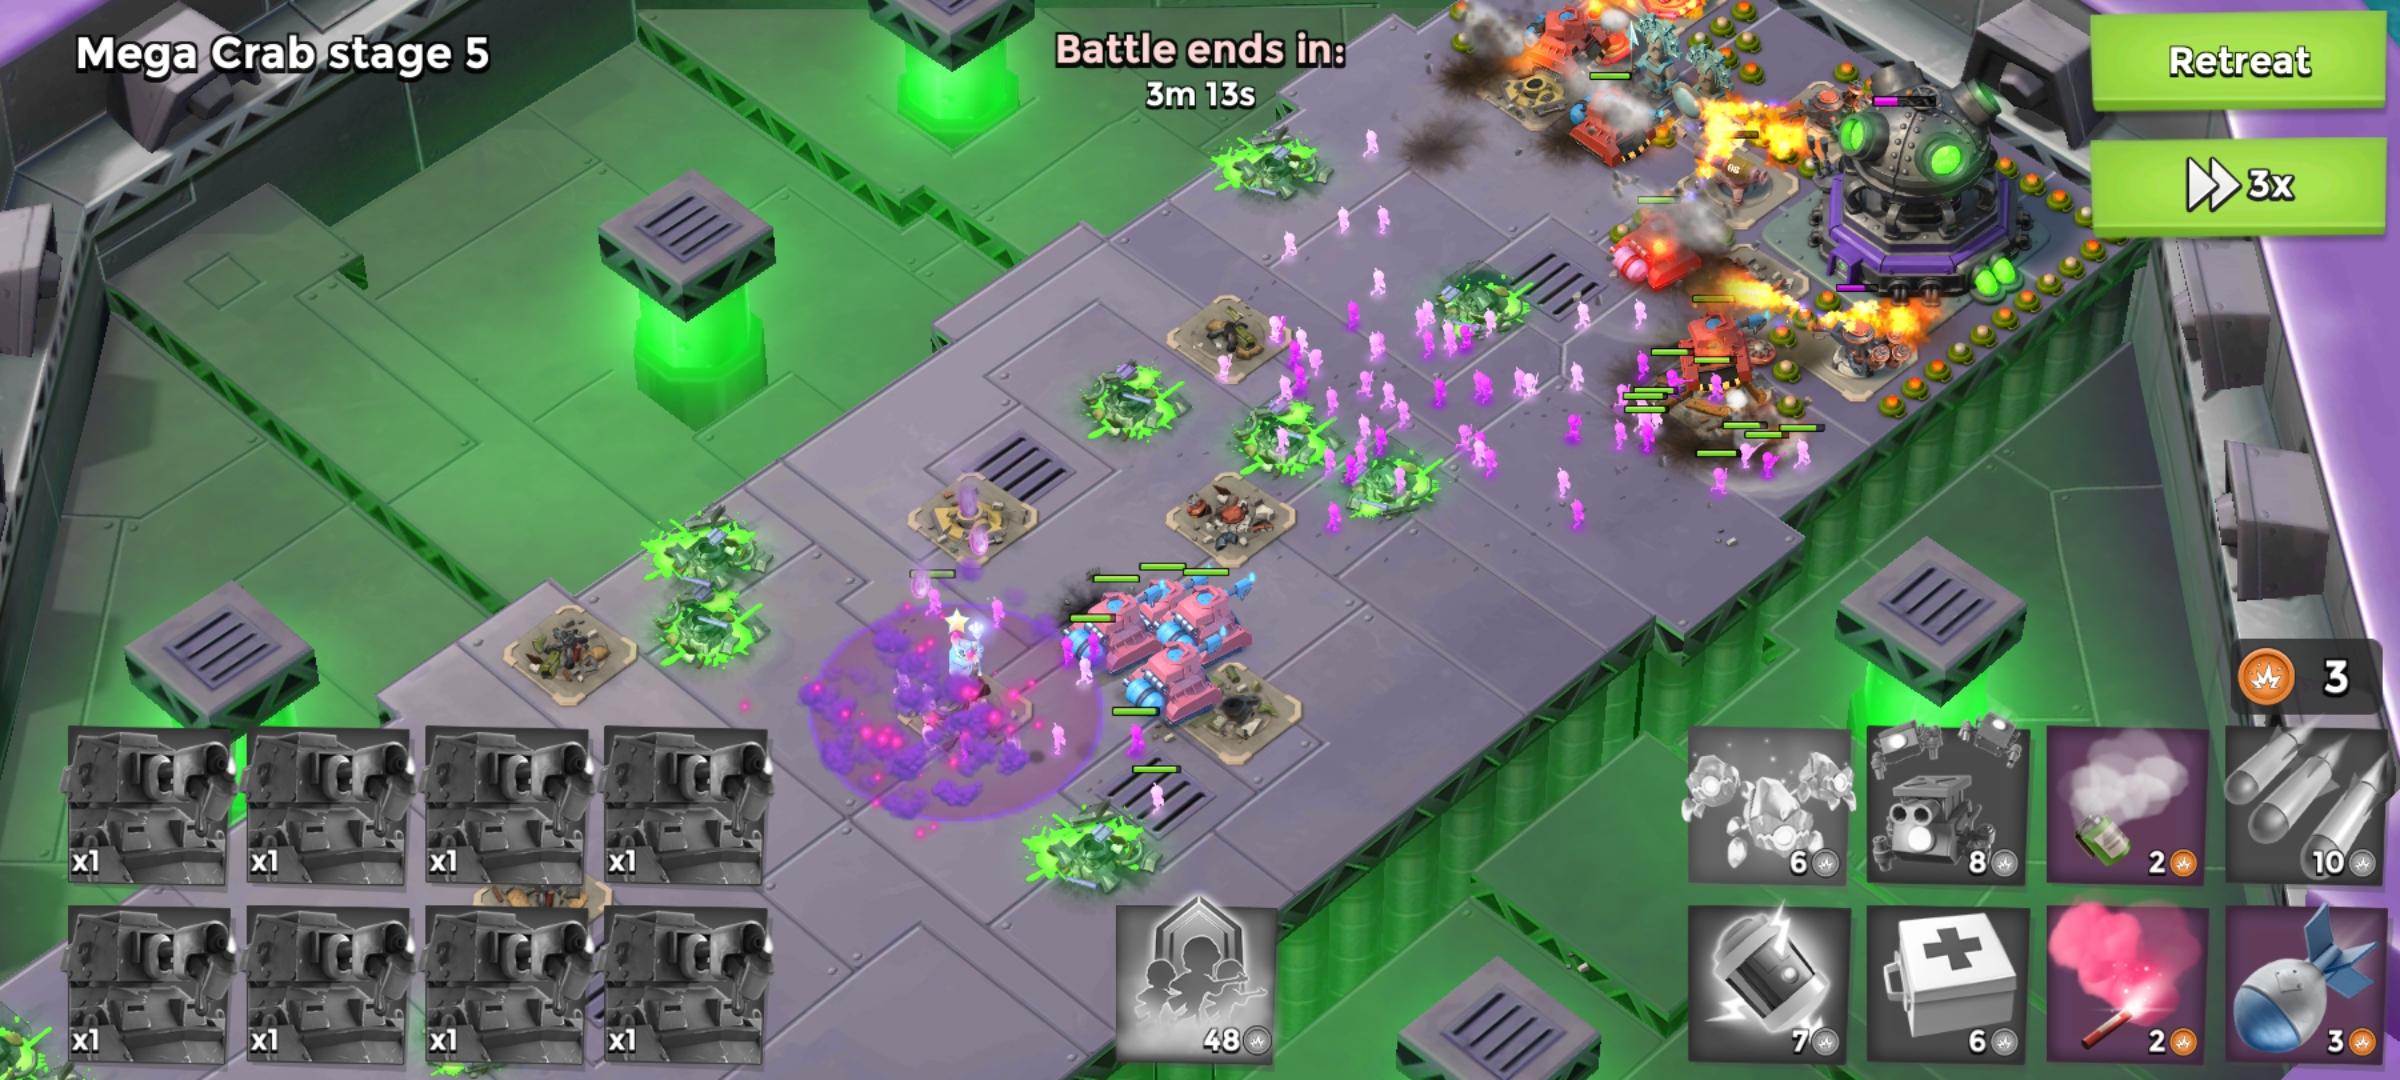 Mega Crab stage 5
Battle ends in:
3m 13s
Retreat
3x
3
x1
x1
x1
x1
6
8
2
10
x1
x1
x1
x1
48
7
6
2
3